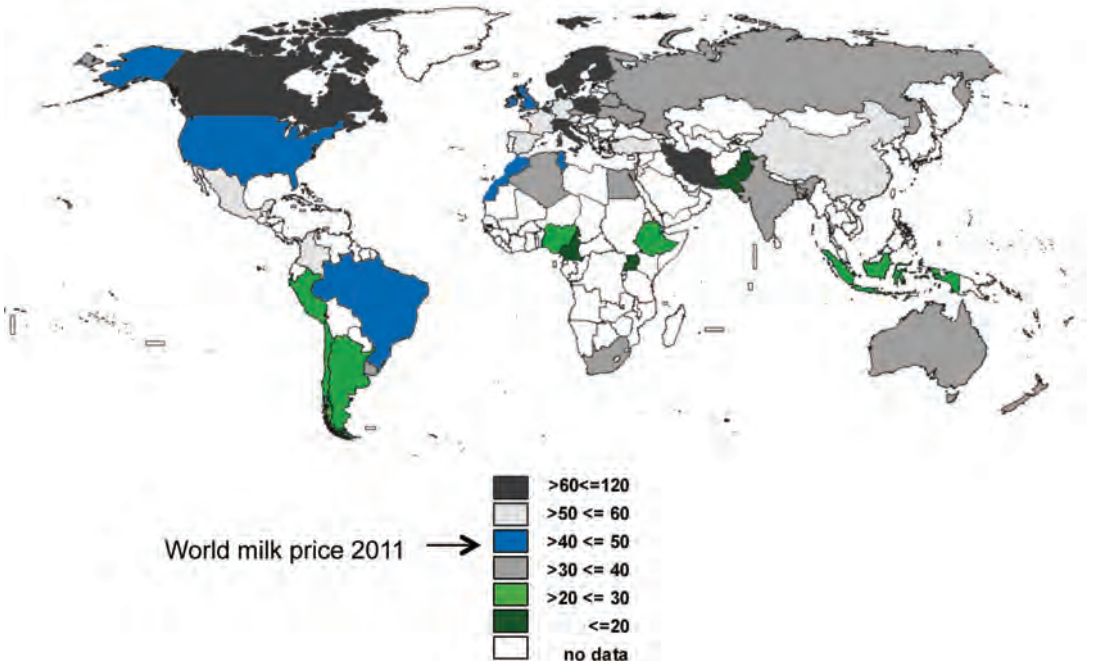 >60<=120
>50 <= 60
World milk price 2011 >40 <= 50
>30 <= 40
>20 <= 30
<=20
no data